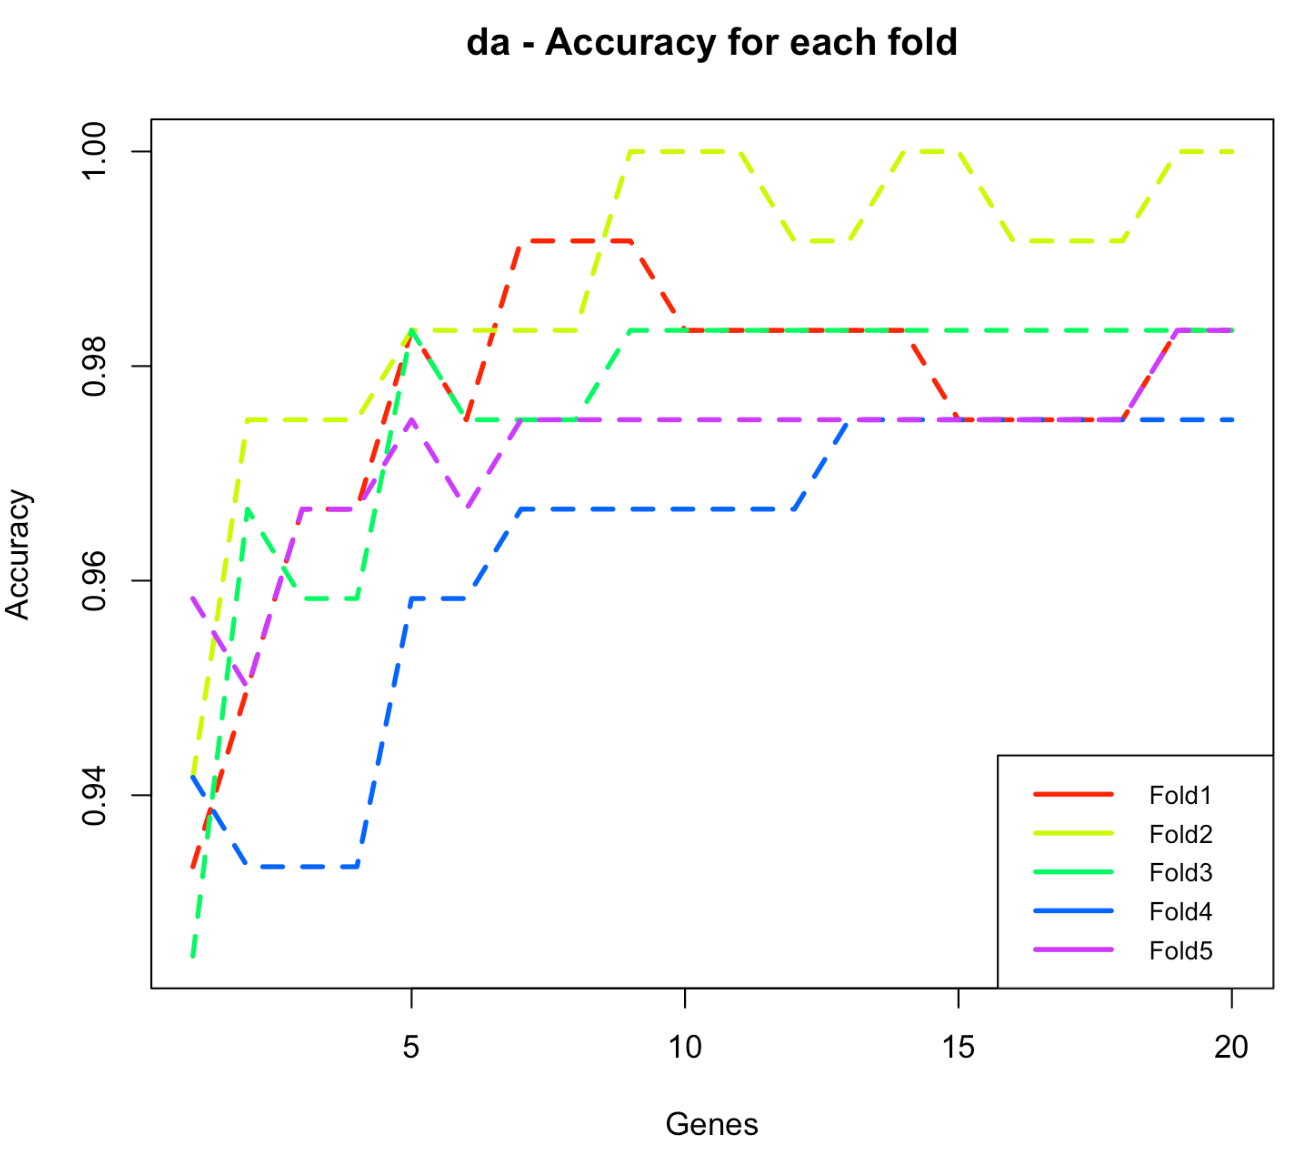 da - Accuracy for each fold
1.00
0.98
0.96
0.94
Accuracy
Fold1
Fold2
Fold3
Fold4
Fold5
5 10 15 20
Genes